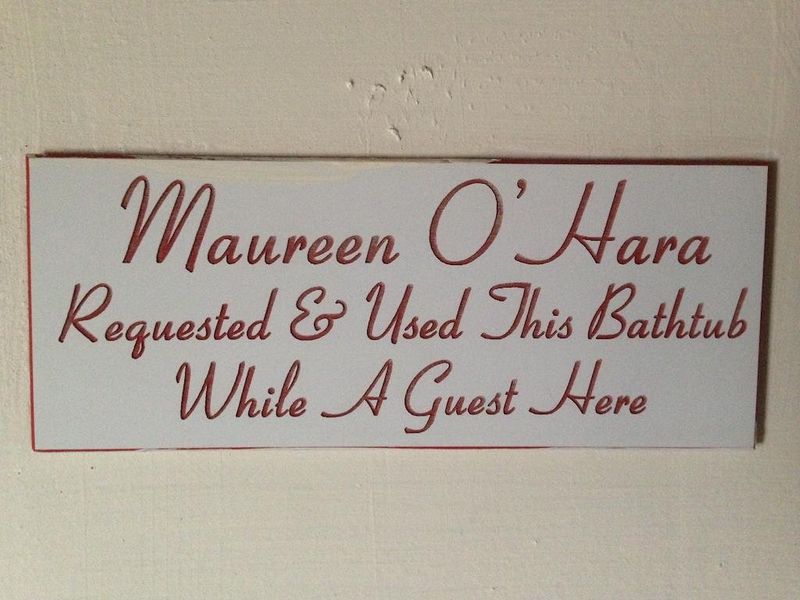 Maureen O'Hara
Requested & Used This Bathtub
While A Guest Here